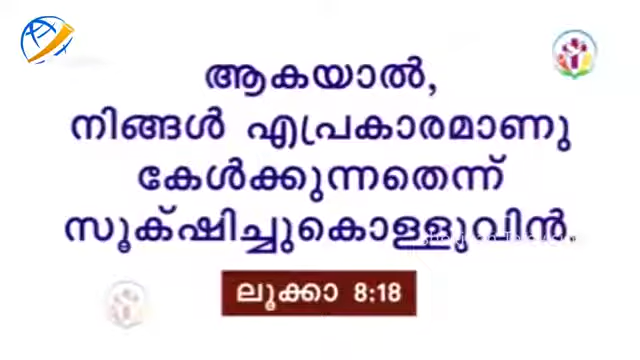 ആകയാൽ,
നിങ്ങൾ എപ്രകാരമാണു
കേൾക്കുന്നതെന്ന്
സൂക്ഷിച്ചുകൊള്ളുവിൻ.
ലൂക്കാ 8:18